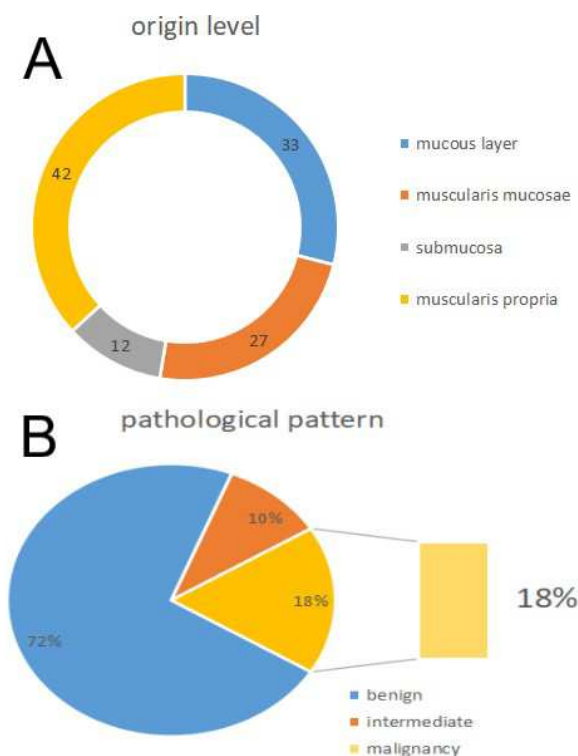 A
origin level
33
42
27
12
mucous layer
muscularis mucosae
submucosa
muscularis propria
B
pathological pattern
10%
18%
72%
18%
benign
intermediate
malignancy